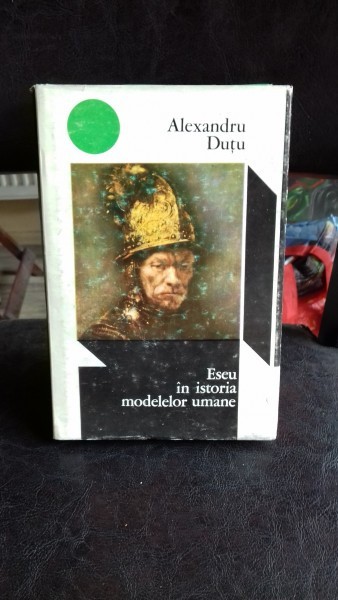 Alexandru
Duțu
Eseu
în istoria
modelelor umane